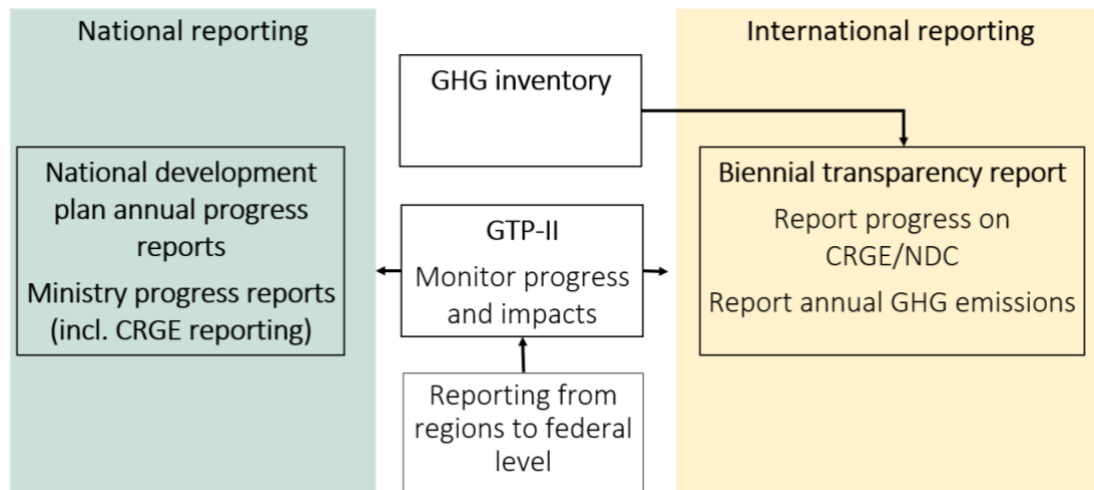 National reporting
National development
plan annual progress
reports
Ministry progress reports
(incl. CRGE reporting)
GHG inventory
GTP-II
Monitor progress
and impacts
Reporting from
regions to federal
level
International reporting
Biennial transparency report
Report progress on
CRGE/NDC
Report annual GHG emissions